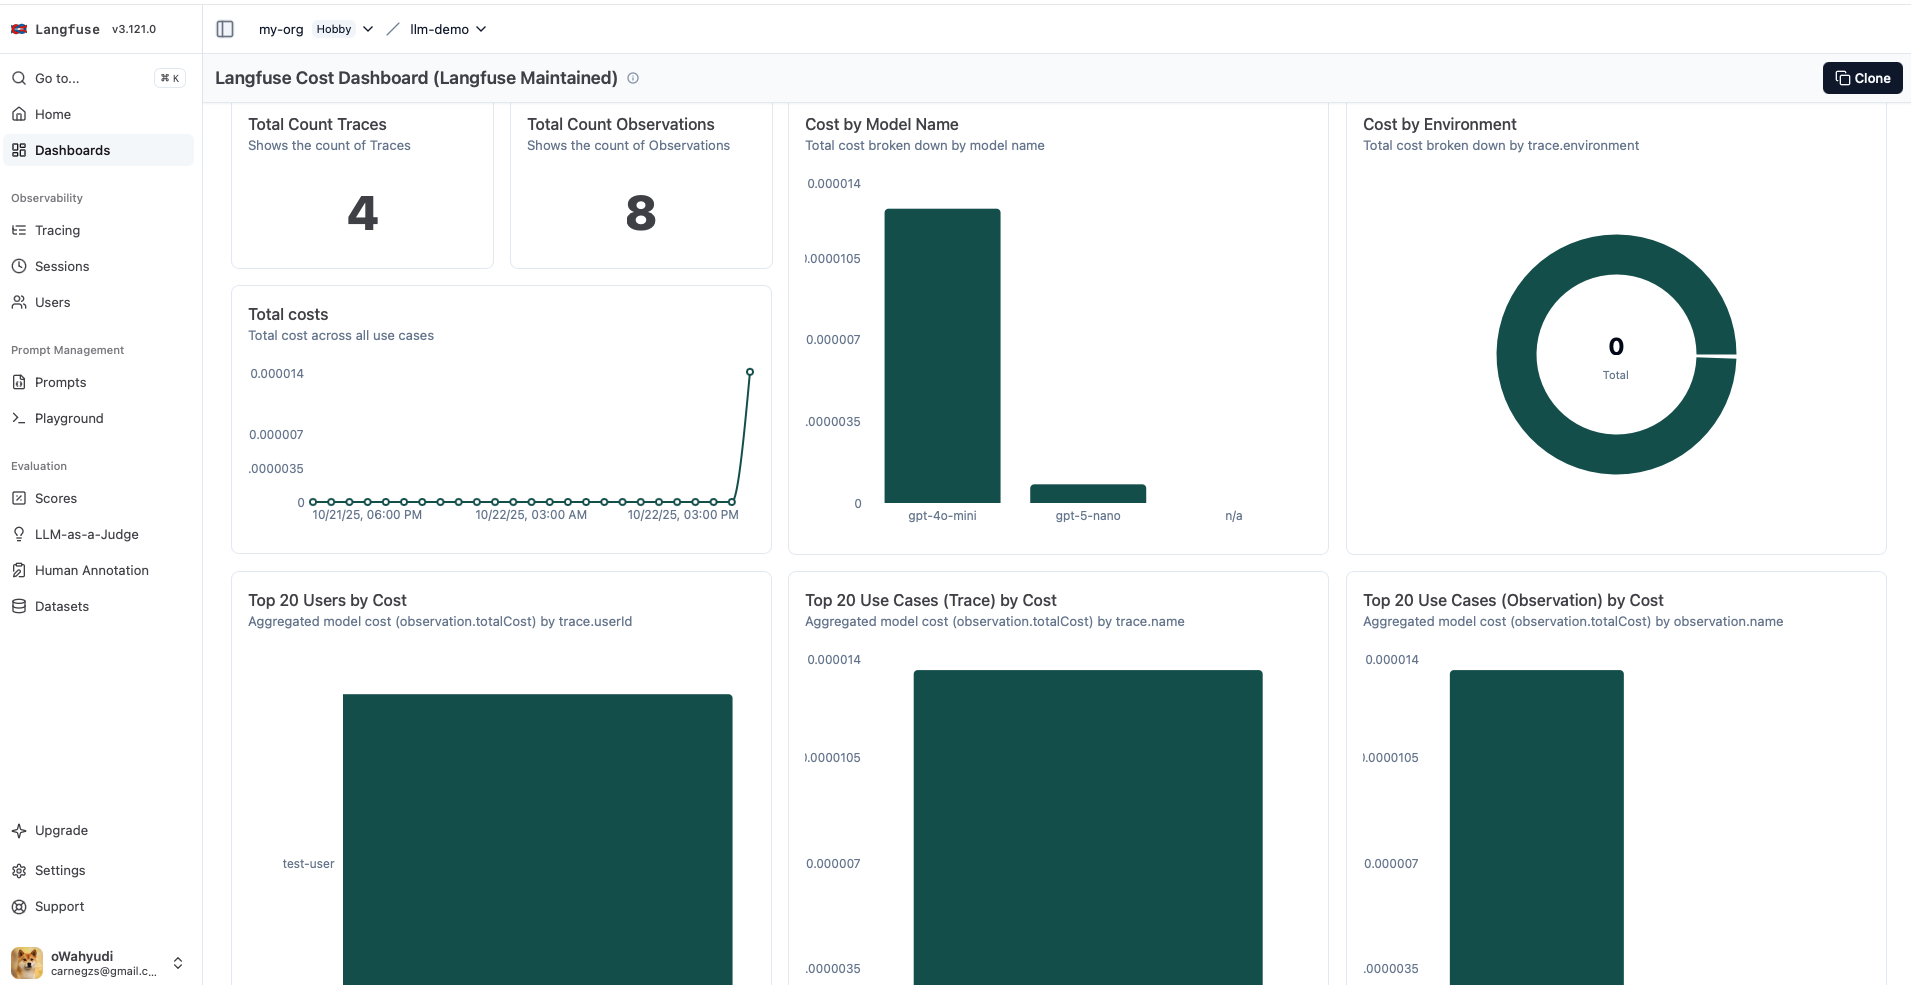 Langfuse v3.121.0
my-org Hobby / llm-demo
Go to... ⌘ K
Home
Dashboards
Observability
Tracing
Sessions
Users
Prompt Management
Prompts
Playground
Evaluation
Scores
LLM-as-a-Judge
Human Annotation
Datasets
Upgrade
Settings
Support
oWahyudi
carnegzs@gmail.c...
Langfuse Cost Dashboard (Langfuse Maintained)
Clone
Total Count Traces
Shows the count of Traces
4
Total Count Observations
Shows the count of Observations
8
Total costs
Total cost across all use cases
0.000014
0.000007
.0000035
0
10/21/25, 06:00 PM 10/22/25, 03:00 AM 10/22/25, 03:00 PM
Cost by Model Name
Total cost broken down by model name
0.000014
.0000105
0.000007
.0000035
0
gpt-4o-mini gpt-5-nano n/a
Cost by Environment
Total cost broken down by trace.environment
0
Total
Top 20 Users by Cost
Aggregated model cost (observation.totalCost) by trace.userId
test-user
Top 20 Use Cases (Trace) by Cost
Aggregated model cost (observation.totalCost) by trace.name
0.000014
.0000105
0.000007
.0000035
Top 20 Use Cases (Observation) by Cost
Aggregated model cost (observation.totalCost) by observation.name
0.000014
.0000105
0.000007
.0000035